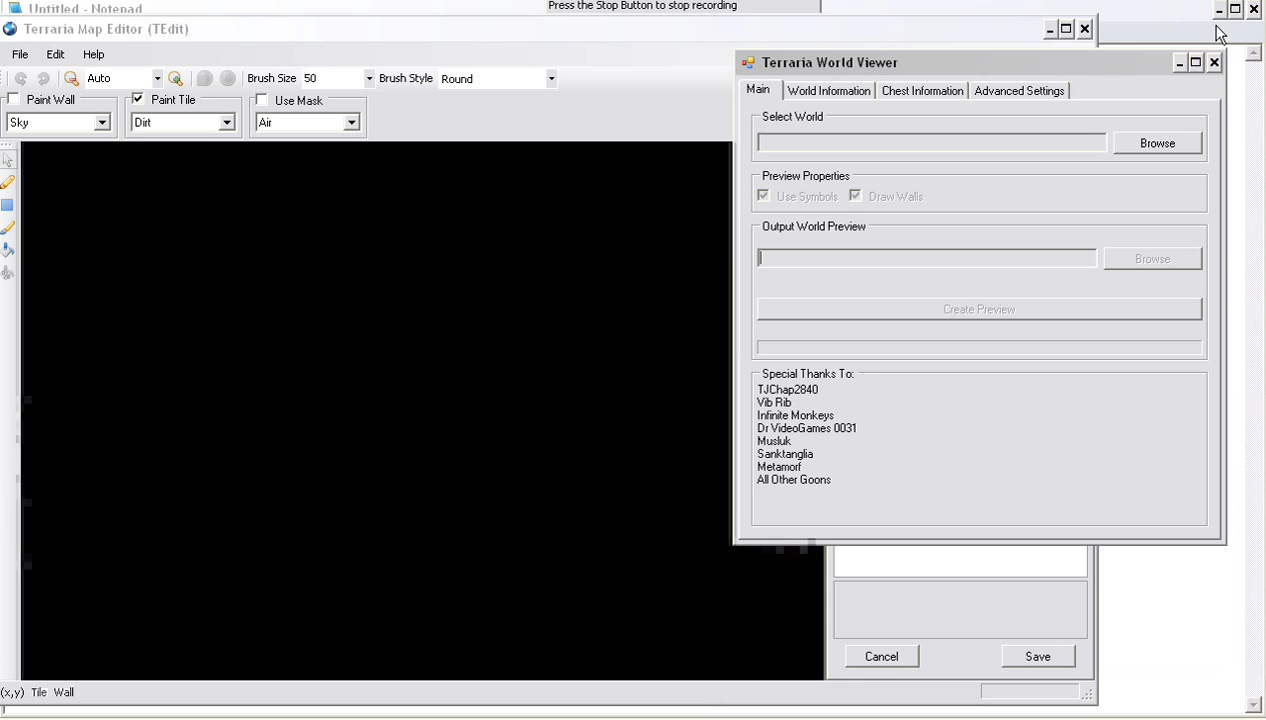 Untitled - Notepad
Press the Stop Button to stop recording
Terraria Map Editor (TEdit)
File Edit Help
Auto Brush Size 50 Brush Style Round
Paint Wall Paint Tile Use Mask
Sky Dirt Air
Terraria World Viewer
Main World Information Chest Information Advanced Settings
Select World
Browse
Preview Properties
Use Symbols Draw Walls
Output World Preview
Browse
Create Preview
Special Thanks To:
TJChap2840
Vib Rib
Infinite Monkeys
Dr VideoGames 0031
Musluk
Sanktanglia
Metamorf
All Other Goons
Cancel Save
(x,y) Tile Wall